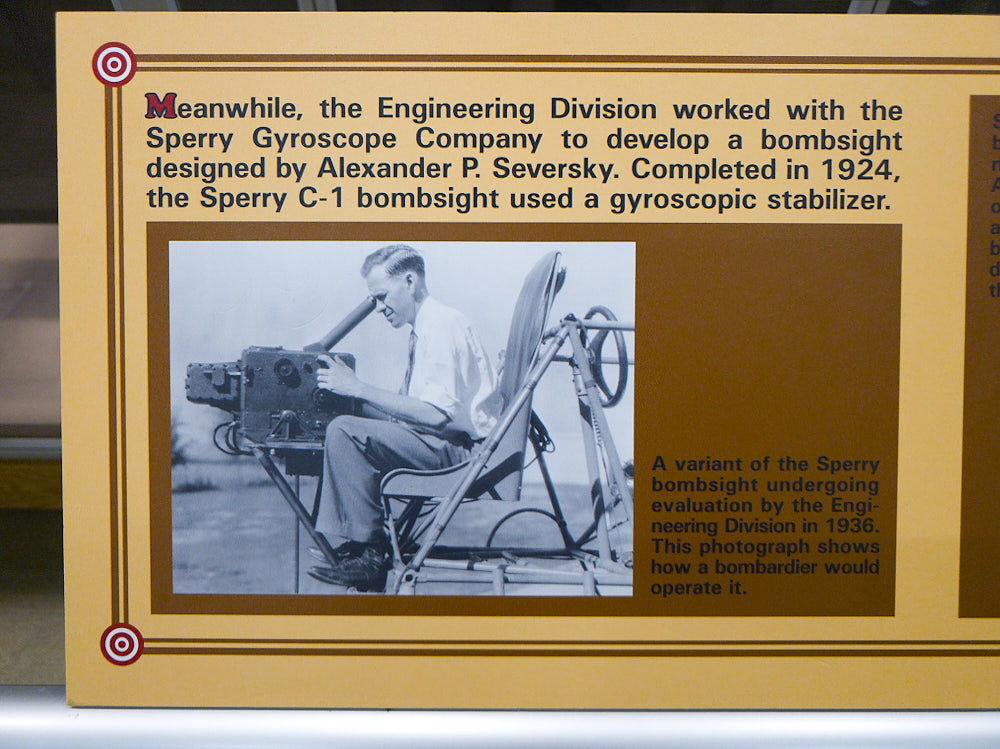 Meanwhile, the Engineering Division worked with the
Sperry Gyroscope Company to develop a bombsight
designed by Alexander P. Seversky. Completed in 1924,
the Sperry C-1 bombsight used a gyroscopic stabilizer.
A variant of the Sperry
bombsight undergoing
evaluation by the Engi-
neering Division in 1936.
This photograph shows
how a bombardier would
operate it.